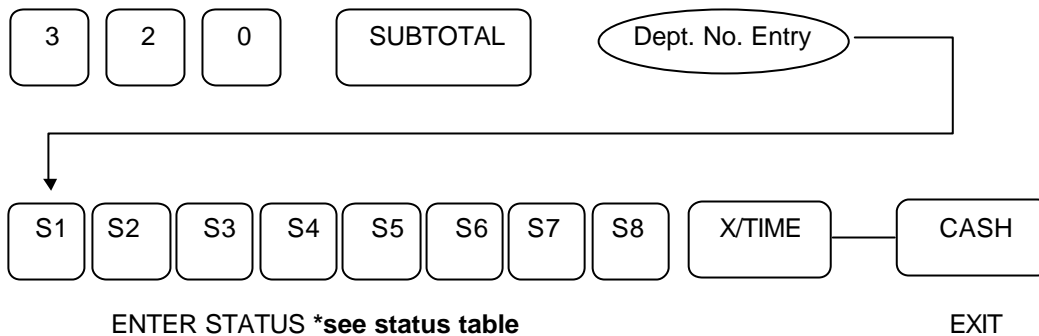 3 2 0 SUBTOTAL Dept. No. Entry
S1 S2 S3 S4 S5 S6 S7 S8 X/TIME CASH
ENTER STATUS *see status table EXIT